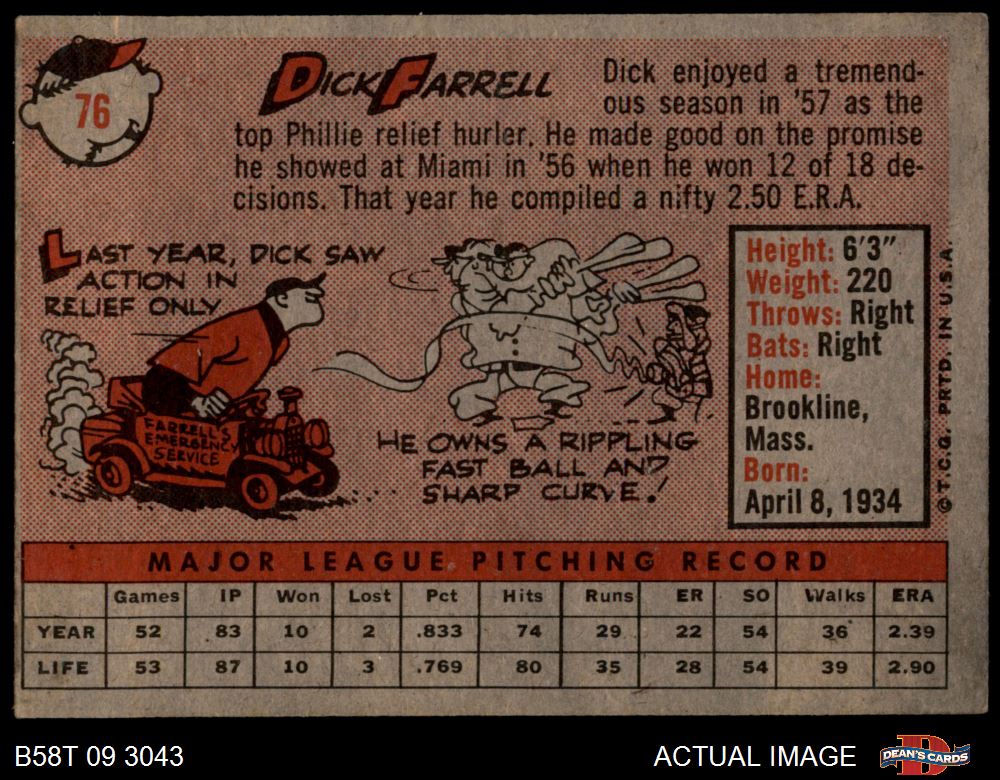 76
DICK FARRELL
Dick enjoyed a tremend-
ous season in '57 as the
top Phillie relief hurler. He made good on the promise
he showed at Miami in '56 when he won 12 of 18 de-
cisions. That year he compiled a nifty 2.50 E.R.A.
LAST YEAR, DICK SAW
ACTION IN
RELIEF ONLY
FARRELL'S
EMERGENCY
SERVICE
HE OWNS A RIPPLING
FAST BALL AND
SHARP CURVE!
Height: 6'3"
Weight: 220
Throws: Right
Bats: Right
Home:
Brookline,
Mass.
Born:
April 8, 1934
© T.C.G. PRTD. IN U.S.A.
MAJOR LEAGUE PITCHING RECORD
Games IP Won Lost Pct Hits Runs ER SO Walks ERA
YEAR 52 83 10 2 .833 74 29 22 54 36 2.39
LIFE 53 87 10 3 .769 80 35 28 54 39 2.90
B58T 09 3043
ACTUAL IMAGE
DEAN'S CARDS